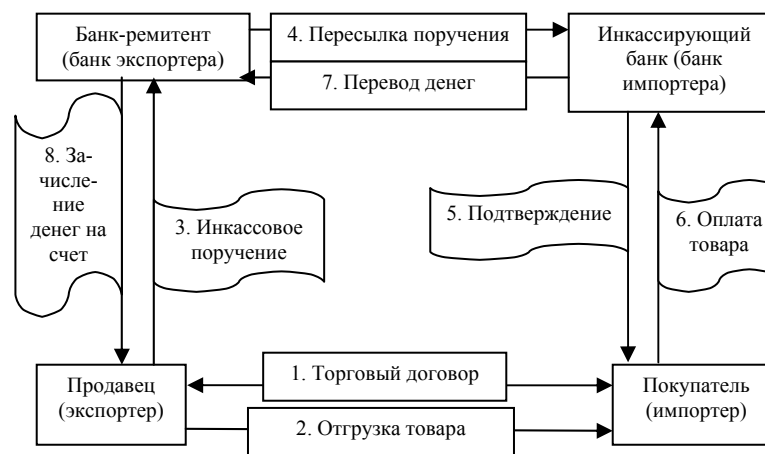 Банк-ремитент
(банк экспортера)
4. Пересылка поручения
7. Перевод денег
Инкассирующий
банк (банк
импортера)
8. За-
числе-
ние
денег на
счет
3. Инкассовое
поручение
5. Подтверждение
6. Оплата
товара
Продавец
(экспортер)
1. Торговый договор
2. Отгрузка товара
Покупатель
(импортер)